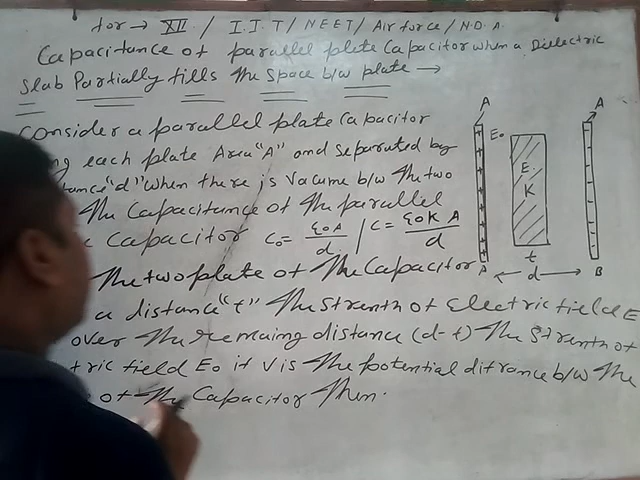 for → XII / I.I.T / NEET / Airforce / N.D.A
Capacitance of parallel plate Capacitor when a Dielectric
Slab Partially fills The Space b/w plate →
Consider a parallel plate Capacitor
each plate Area "A" and separated by
"d" when there is Vacume b/w The two
The Capacitance of The parallel
Capacitor C₀ = ε₀A/d / C = ε₀KA/d
The two plate of The Capacitor
a distance "t" The Strenth of Electric field E
over The remaing distance (d-t) The Strenth of
tric field E₀ if V is The potential ditrance b/w The
of The Capacitor Then.
A
A
E₀
E
K
t
A
d
B